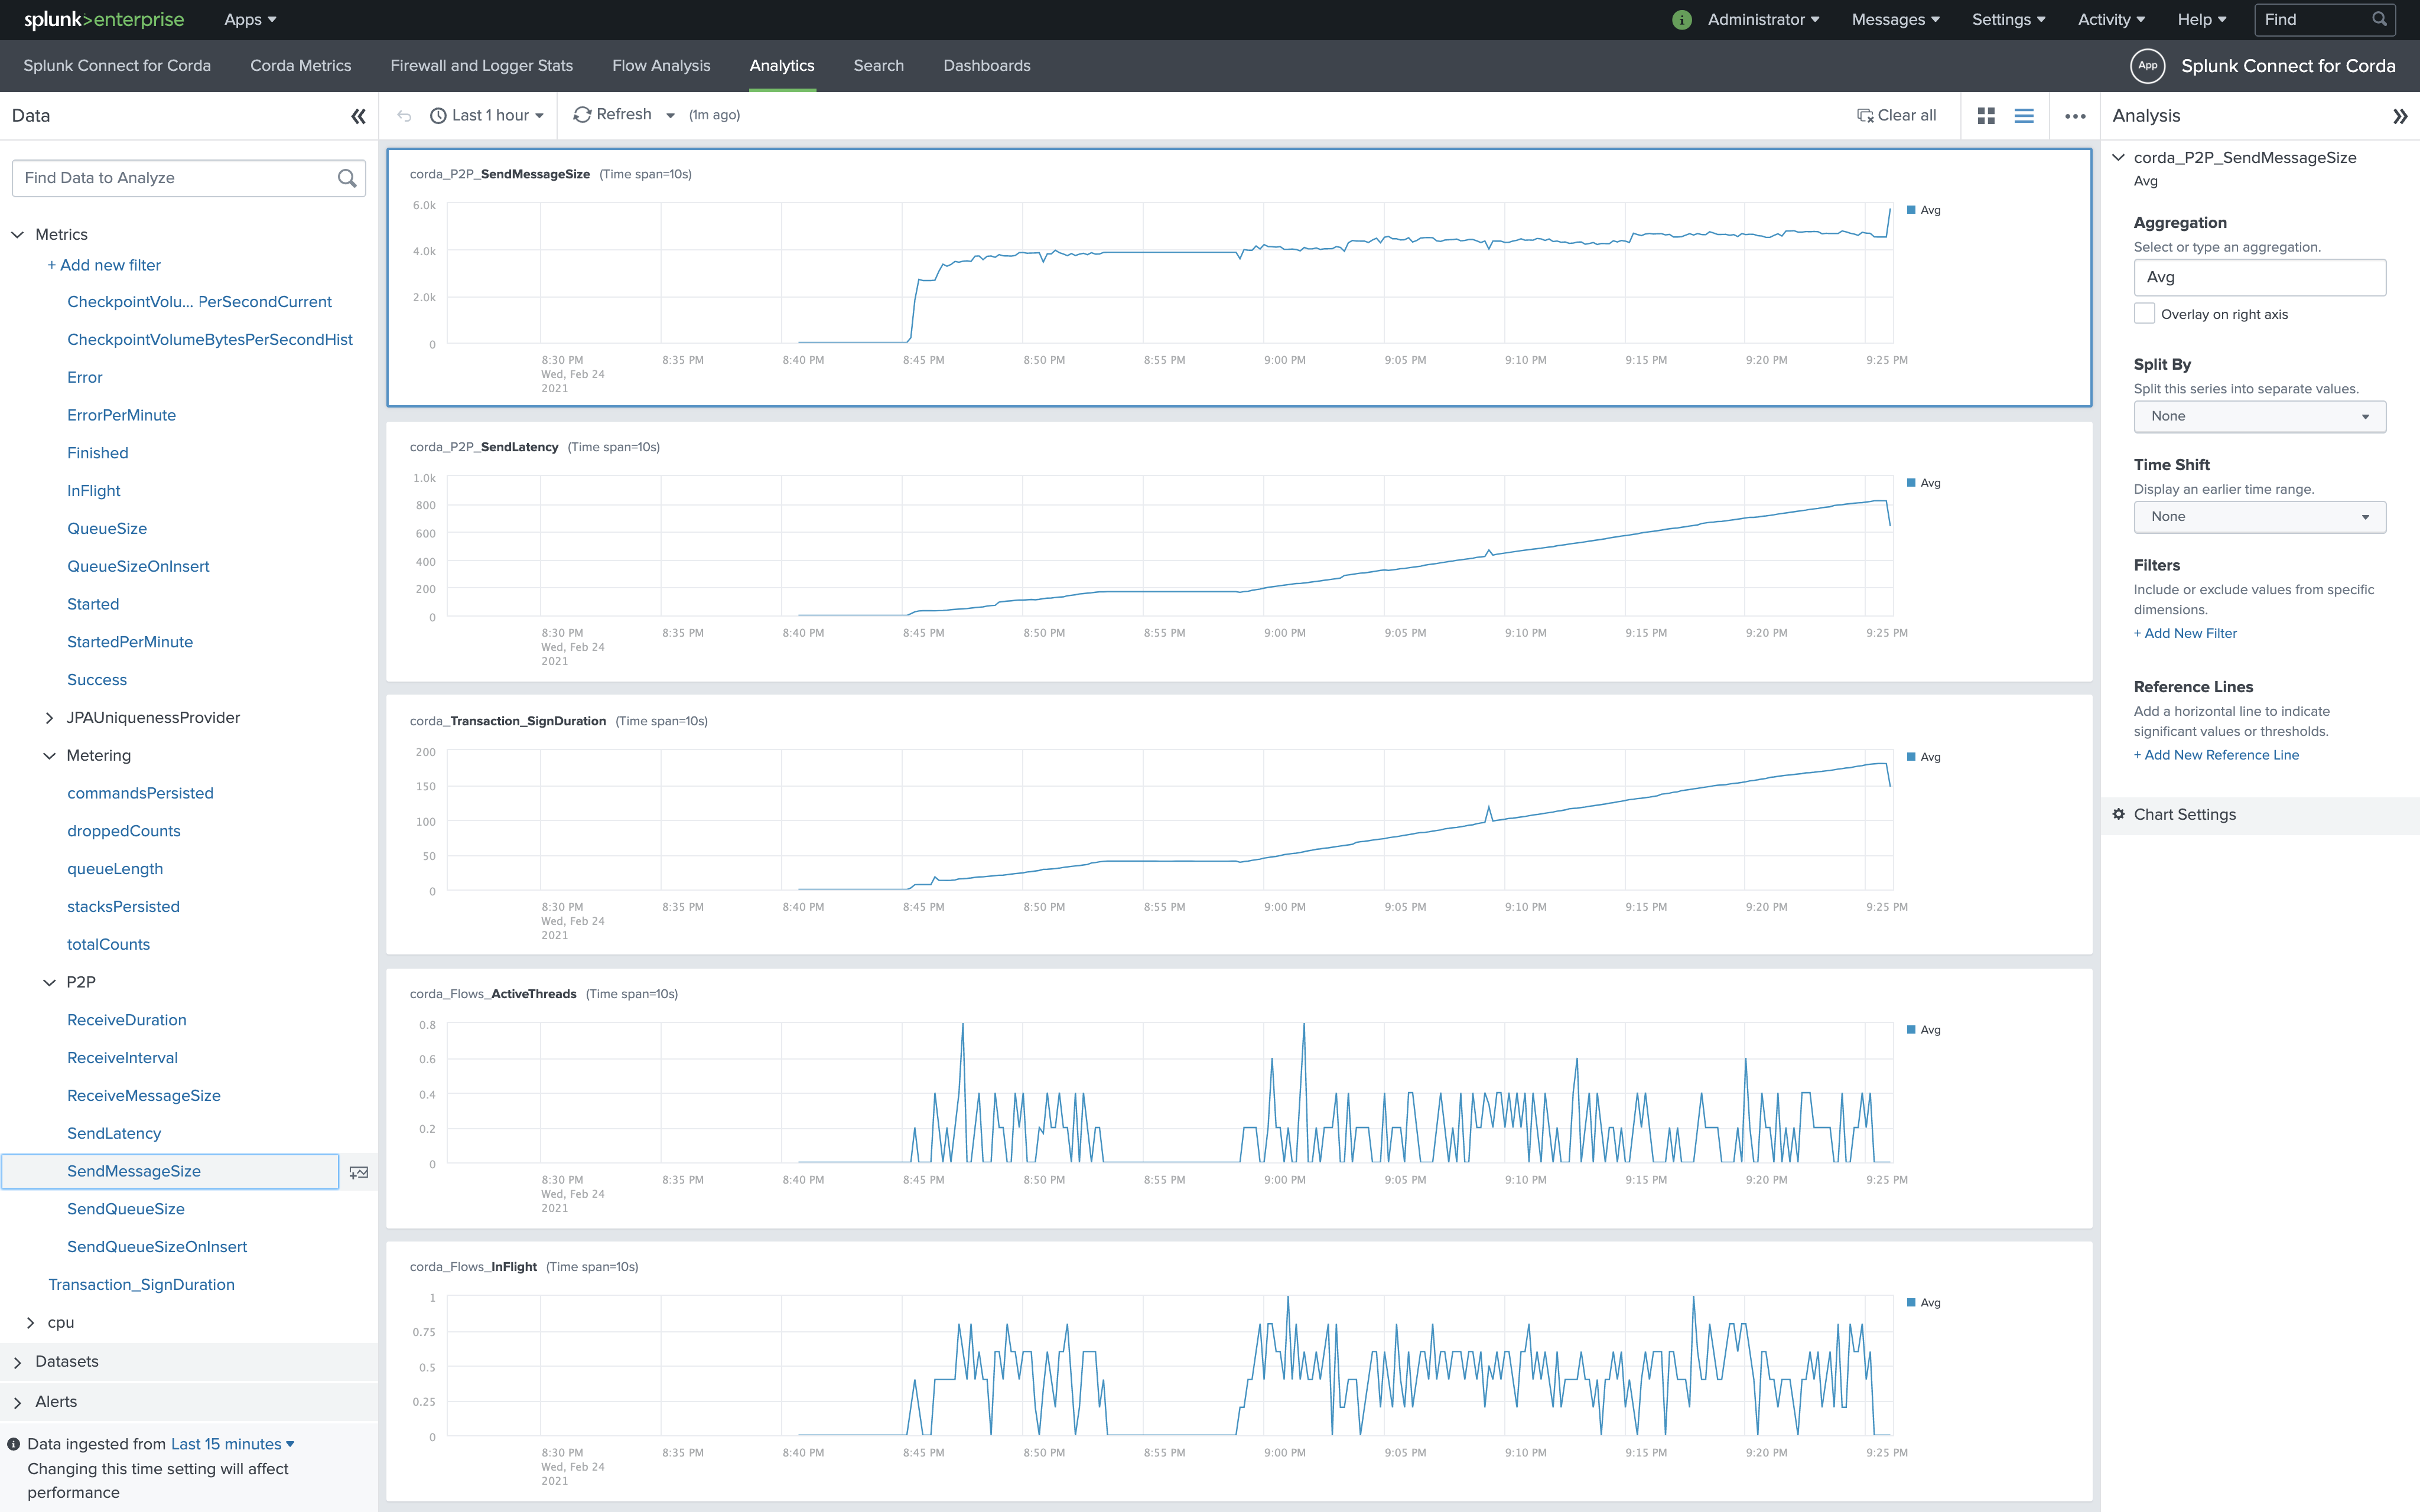 splunk>enterprise Apps
i Administrator Messages Settings Activity Help Find
Splunk Connect for Corda Corda Metrics Firewall and Logger Stats Flow Analysis Analytics Search Dashboards
App Splunk Connect for Corda
Data
Find Data to Analyze
Metrics
+ Add new filter
CheckpointVolu... PerSecondCurrent
CheckpointVolumeBytesPerSecondHist
Error
ErrorPerMinute
Finished
InFlight
QueueSize
QueueSizeOnInsert
Started
StartedPerMinute
Success
JPAUniquenessProvider
Metering
commandsPersisted
droppedCounts
queueLength
stacksPersisted
totalCounts
P2P
ReceiveDuration
ReceiveInterval
ReceiveMessageSize
SendLatency
SendMessageSize
SendQueueSize
SendQueueSizeOnInsert
Transaction_SignDuration
cpu
Datasets
Alerts
Data ingested from Last 15 minutes
Changing this time setting will affect
performance
Last 1 hour Refresh (1m ago) Clear all
corda_P2P_SendMessageSize (Time span=10s)
6.0k
4.0k
2.0k
0
Avg
8:30 PM 8:35 PM 8:40 PM 8:45 PM 8:50 PM 8:55 PM 9:00 PM 9:05 PM 9:10 PM 9:15 PM 9:20 PM 9:25 PM
Wed, Feb 24
2021
corda_P2P_SendLatency (Time span=10s)
1.0k
800
600
400
200
0
Avg
8:30 PM 8:35 PM 8:40 PM 8:45 PM 8:50 PM 8:55 PM 9:00 PM 9:05 PM 9:10 PM 9:15 PM 9:20 PM 9:25 PM
Wed, Feb 24
2021
corda_Transaction_SignDuration (Time span=10s)
200
150
100
50
0
Avg
8:30 PM 8:35 PM 8:40 PM 8:45 PM 8:50 PM 8:55 PM 9:00 PM 9:05 PM 9:10 PM 9:15 PM 9:20 PM 9:25 PM
Wed, Feb 24
2021
corda_Flows_ActiveThreads (Time span=10s)
0.8
0.6
0.4
0.2
0
Avg
8:30 PM 8:35 PM 8:40 PM 8:45 PM 8:50 PM 8:55 PM 9:00 PM 9:05 PM 9:10 PM 9:15 PM 9:20 PM 9:25 PM
Wed, Feb 24
2021
corda_Flows_InFlight (Time span=10s)
1
0.75
0.5
0.25
0
Avg
8:30 PM 8:35 PM 8:40 PM 8:45 PM 8:50 PM 8:55 PM 9:00 PM 9:05 PM 9:10 PM 9:15 PM 9:20 PM 9:25 PM
Wed, Feb 24
2021
Analysis
corda_P2P_SendMessageSize
Avg
Aggregation
Select or type an aggregation.
Avg
Overlay on right axis
Split By
Split this series into separate values.
None
Time Shift
Display an earlier time range.
None
Filters
Include or exclude values from specific
dimensions.
+ Add New Filter
Reference Lines
Add a horizontal line to indicate
significant values or thresholds.
+ Add New Reference Line
Chart Settings